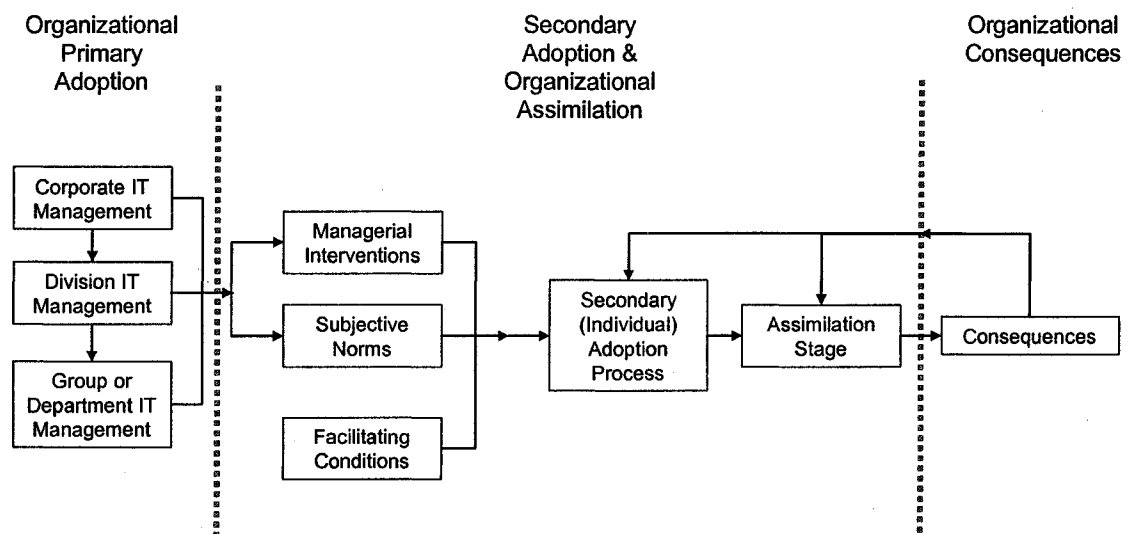 Organizational
Primary
Adoption
Secondary
Adoption &
Organizational
Assimilation
Organizational
Consequences
Corporate IT
Management
Division IT
Management
Group or
Department IT
Management
Managerial
Interventions
Subjective
Norms
Facilitating
Conditions
Secondary
(Individual)
Adoption
Process
Assimilation
Stage
Consequences